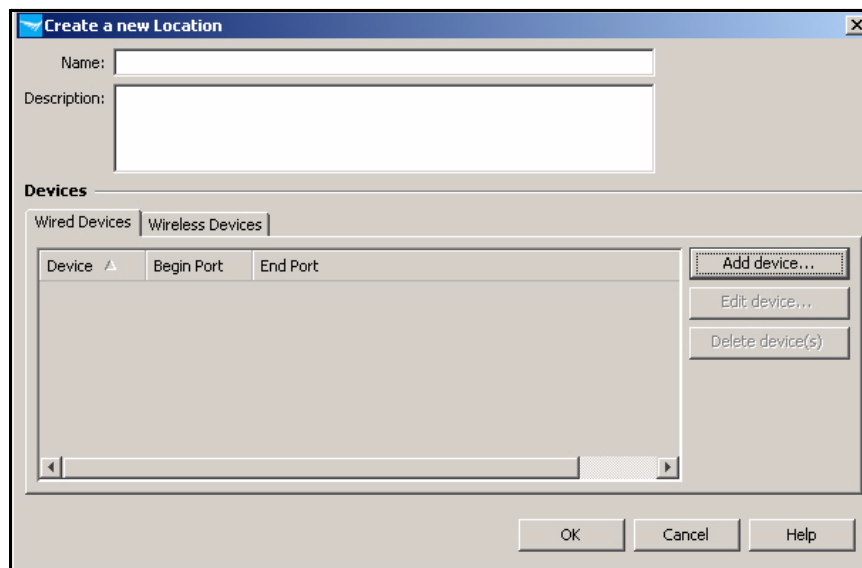 Create a new Location
Name:
Description:
Devices
Wired Devices Wireless Devices
Device Begin Port End Port
Add device...
Edit device...
Delete device(s)
OK Cancel Help